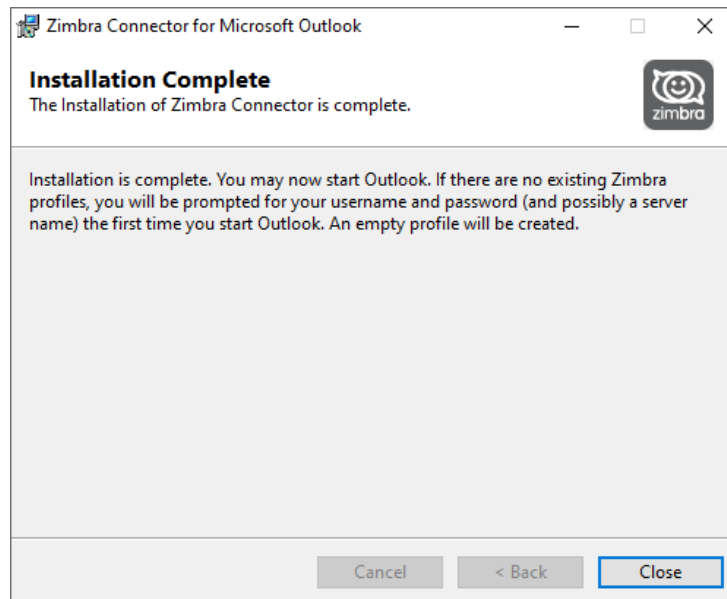 Zimbra Connector for Microsoft Outlook
Installation Complete
The Installation of Zimbra Connector is complete.
zimbra
Installation is complete. You may now start Outlook. If there are no existing Zimbra
profiles, you will be prompted for your username and password (and possibly a server
name) the first time you start Outlook. An empty profile will be created.
Cancel
< Back
Close